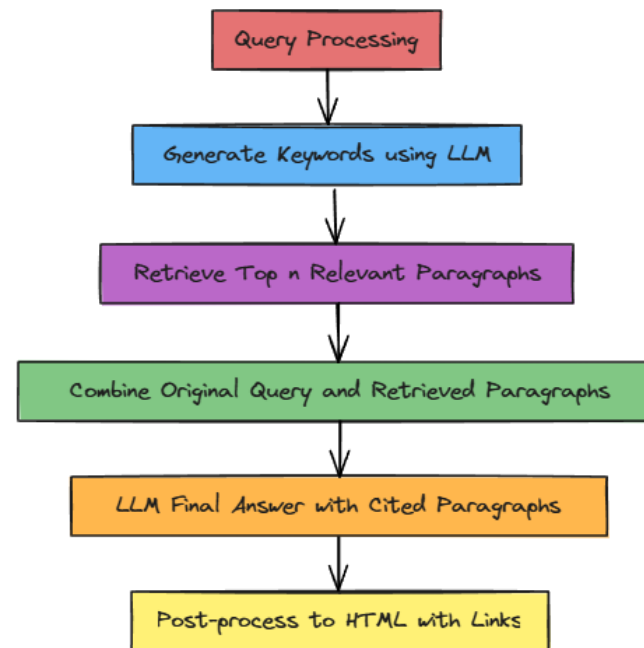 Query Processing
Generate Keywords using LLM
Retrieve Top n Relevant Paragraphs
Combine Original Query and Retrieved Paragraphs
LLM Final Answer with Cited Paragraphs
Post-process to HTML with Links